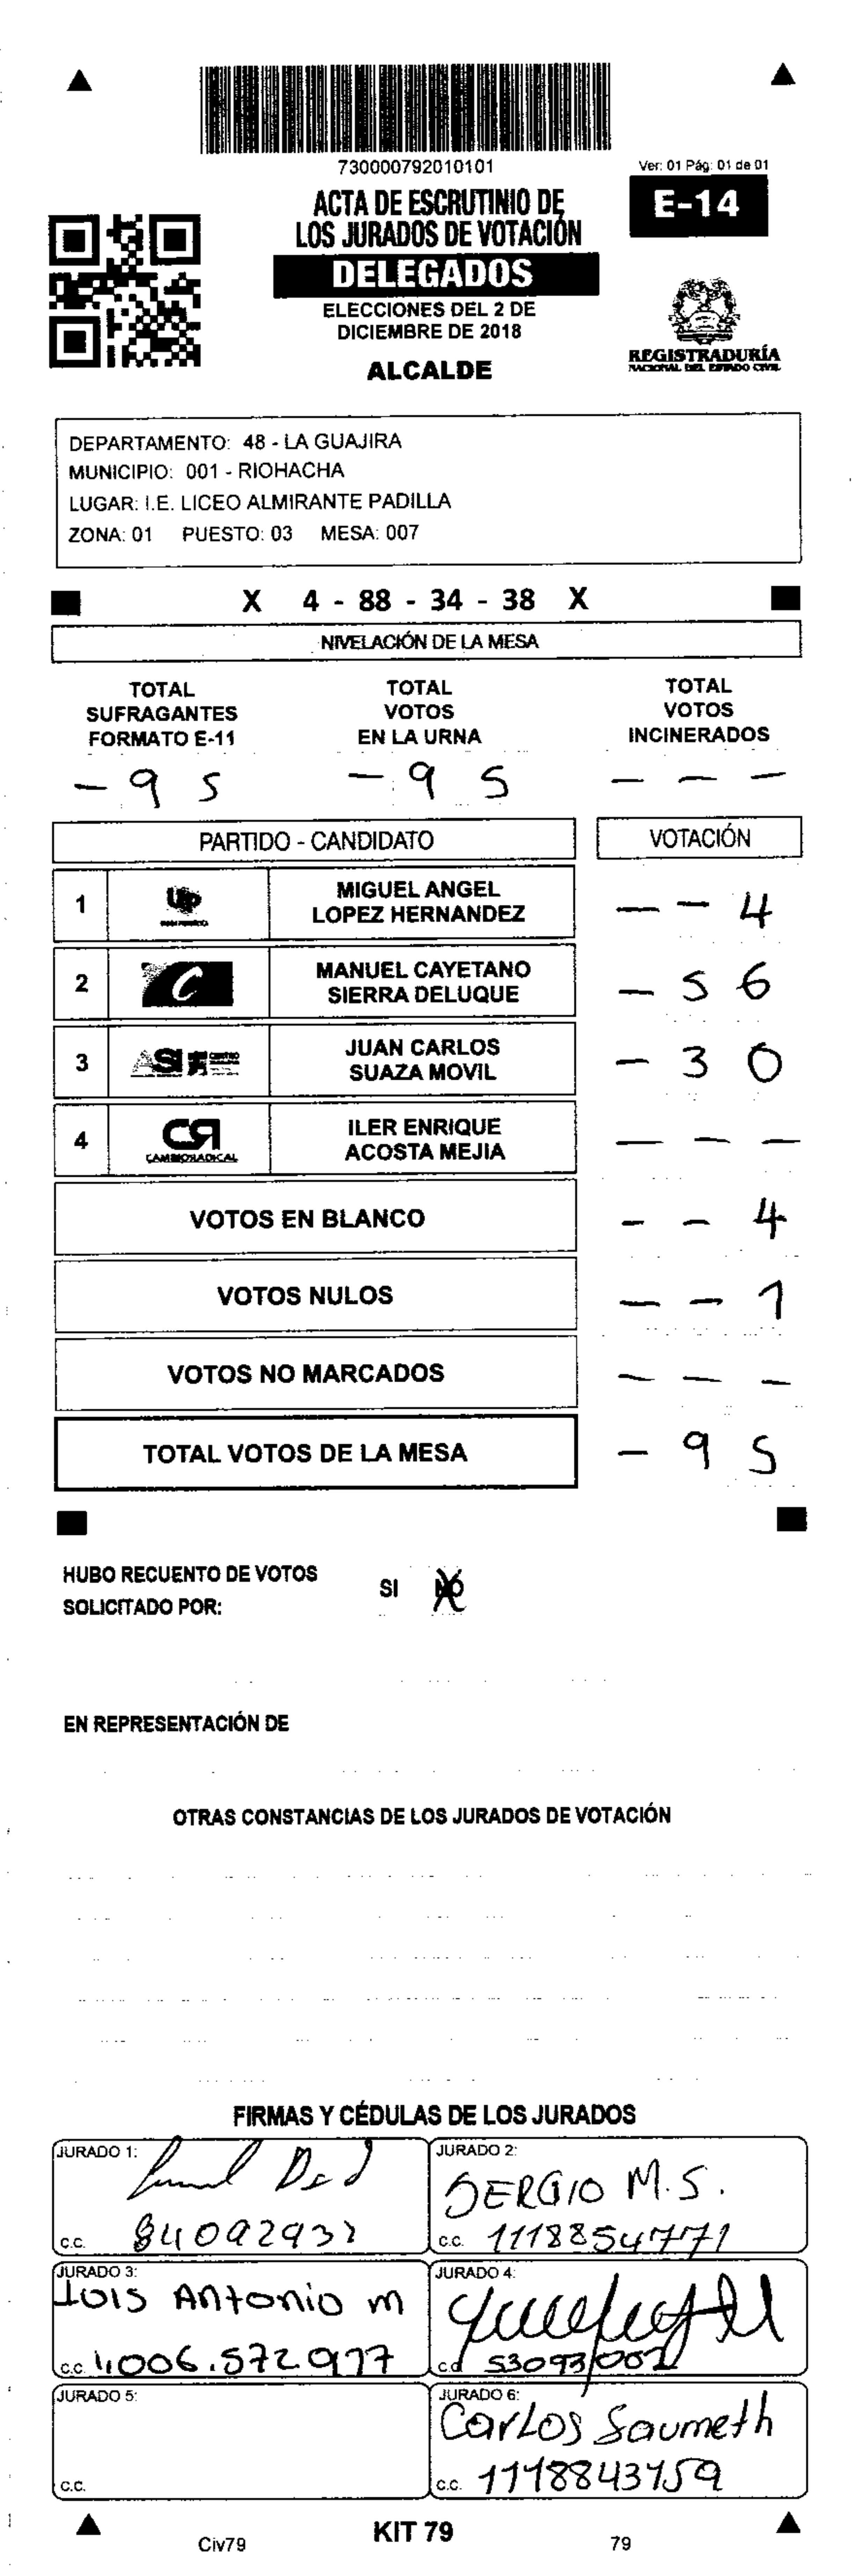 730000792010101
Ver: 01 Pág: 01 de 01
ACTA DE ESCRUTINIO DE
LOS JURADOS DE VOTACIÓN
E-14
DELEGADOS
ELECCIONES DEL 2 DE
DICIEMBRE DE 2018
ALCALDE
REGISTRADURÍA
NACIONAL DEL ESTADO CIVIL
DEPARTAMENTO: 48 - LA GUAJIRA
MUNICIPIO: 001 - RIOHACHA
LUGAR: I.E. LICEO ALMIRANTE PADILLA
ZONA: 01 PUESTO: 03 MESA: 007
X 4 - 88 - 34 - 38 X
NIVELACIÓN DE LA MESA
TOTAL SUFRAGANTES FORMATO E-11
TOTAL VOTOS EN LA URNA
TOTAL VOTOS INCINERADOS
- 9 5 - 9 5 - - -
PARTIDO - CANDIDATO VOTACIÓN
1 UP MIGUEL ANGEL LOPEZ HERNANDEZ - - 4
2 C MANUEL CAYETANO SIERRA DELUQUE - 5 6
3 ASI JUAN CARLOS SUAZA MOVIL - 3 0
4 CR CAMBIO RADICAL ILER ENRIQUE ACOSTA MEJIA - - -
VOTOS EN BLANCO - - 4
VOTOS NULOS - - 1
VOTOS NO MARCADOS - - -
TOTAL VOTOS DE LA MESA - 9 5
HUBO RECUENTO DE VOTOS SI NO
SOLICITADO POR:
EN REPRESENTACIÓN DE
OTRAS CONSTANCIAS DE LOS JURADOS DE VOTACIÓN
FIRMAS Y CÉDULAS DE LOS JURADOS
JURADO 1:
C.C. 84092932
JURADO 2:
SERGIO M.S.
C.C. 1118854771
JURADO 3:
LUIS Antonio m
C.C. 1,006.572977
JURADO 4:
C.C. 53093002
JURADO 5:
C.C.
JURADO 6:
Carlos Saumeth
C.C. 1118843159
Civ79
KIT 79
79